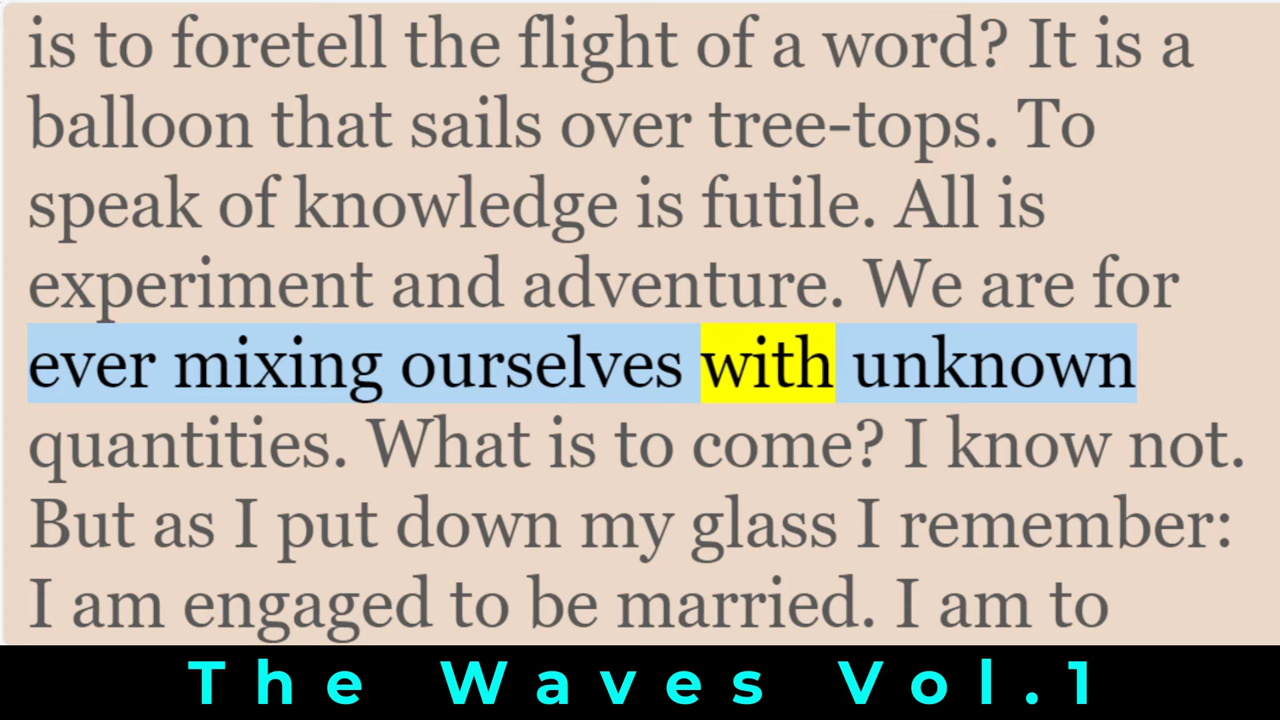 is to foretell the flight of a word? It is a
balloon that sails over tree-tops. To
speak of knowledge is futile. All is
experiment and adventure. We are for
ever mixing ourselves with unknown
quantities. What is to come? I know not.
But as I put down my glass I remember:
I am engaged to be married. I am to
The Waves Vol.1